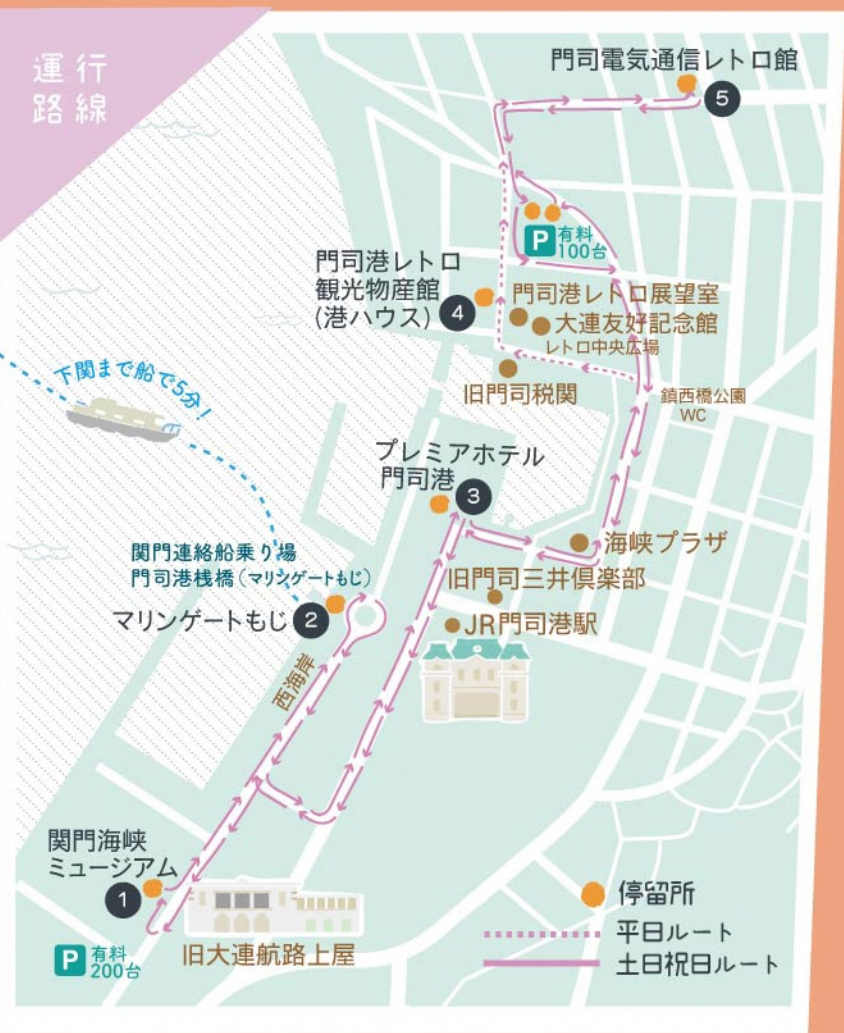 運行
路線
門司電気通信レトロ館
5
P 有料
100台
門司港レトロ
観光物産館
(港ハウス)
4
門司港レトロ展望室
大連友好記念館
レトロ中央広場
旧門司税関
鎮西橋公園
WC
下関まで船で5分!
プレミアホテル
門司港
3
海峡プラザ
関門連絡船乗り場
門司港桟橋(マリンゲートもじ)
マリンゲートもじ
2
旧門司三井倶楽部
JR門司港駅
西海岸
関門海峡
ミュージアム
1
P 有料
200台
旧大連航路上屋
停留所
平日ルート
土日祝日ルート